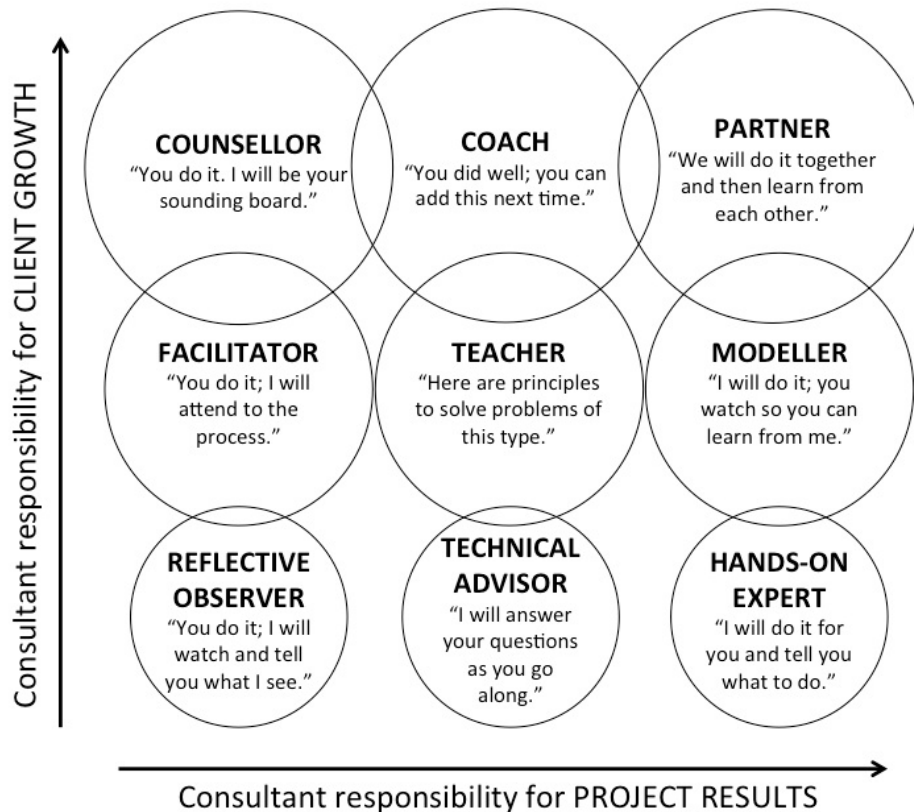 Consultant responsibility for CLIENT GROWTH
COUNSELLOR
“You do it. I will be your
sounding board.”
COACH
“You did well; you can
add this next time.”
PARTNER
“We will do it together
and then learn from
each other.”
FACILITATOR
“You do it; I will
attend to the
process.”
TEACHER
“Here are principles
to solve problems of
this type.”
MODELLER
“I will do it; you
watch so you can
learn from me.”
REFLECTIVE
OBSERVER
“You do it; I will
watch and tell
you what I see.”
TECHNICAL
ADVISOR
“I will answer
your questions
as you go
along.”
HANDS-ON
EXPERT
“I will do it for
you and tell you
what to do.”
Consultant responsibility for PROJECT RESULTS